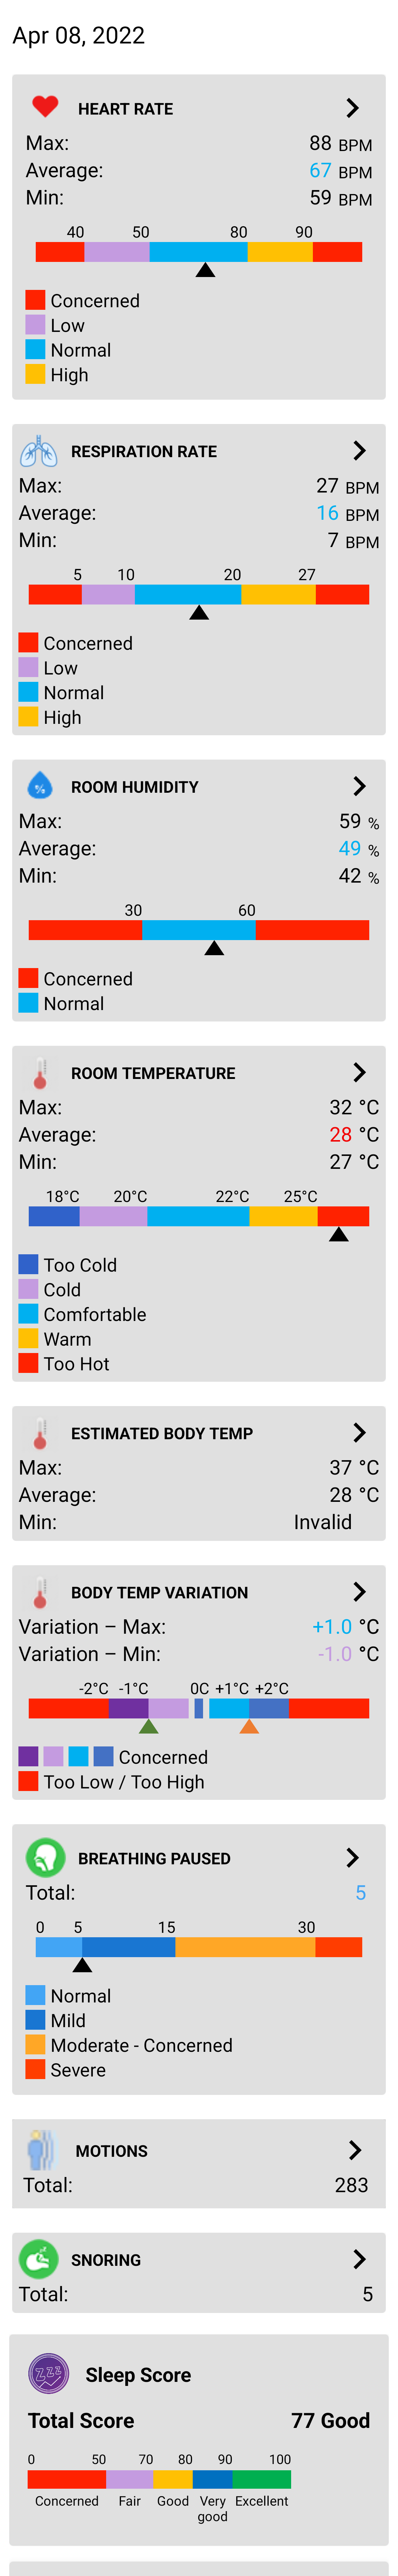 Apr 08, 2022
HEART RATE
Max: 88 BPM
Average: 67 BPM
Min: 59 BPM
40 50 80 90
Concerned
Low
Normal
High
RESPIRATION RATE
Max: 27 BPM
Average: 16 BPM
Min: 7 BPM
5 10 20 27
Concerned
Low
Normal
High
%
ROOM HUMIDITY
Max: 59 %
Average: 49 %
Min: 42 %
30 60
Concerned
Normal
ROOM TEMPERATURE
Max: 32 °C
Average: 28 °C
Min: 27 °C
18°C 20°C 22°C 25°C
Too Cold
Cold
Comfortable
Warm
Too Hot
ESTIMATED BODY TEMP
Max: 37 °C
Average: 28 °C
Min: Invalid
BODY TEMP VARIATION
Variation – Max: +1.0 °C
Variation – Min: -1.0 °C
-2°C -1°C 0C +1°C +2°C
Concerned
Too Low / Too High
BREATHING PAUSED
Total: 5
0 5 15 30
Normal
Mild
Moderate - Concerned
Severe
MOTIONS
Total: 283
SNORING
Total: 5
ZZZ
Sleep Score
Total Score 77 Good
0 50 70 80 90 100
Concerned Fair Good Very good Excellent